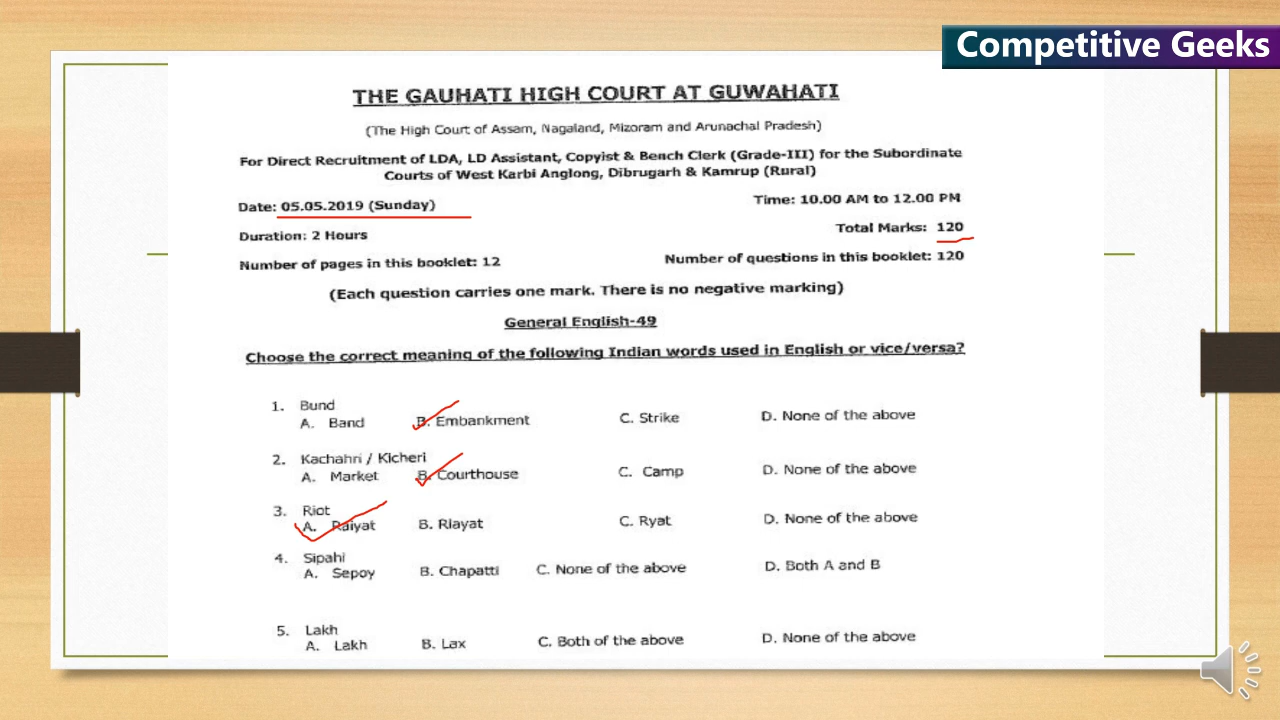 Competitive Geeks
THE GAUHATI HIGH COURT AT GUWAHATI
(The High Court of Assam, Nagaland, Mizoram and Arunachal Pradesh)
For Direct Recruitment of LDA, LD Assistant, Copyist & Bench Clerk (Grade-III) for the Subordinate
Courts of West Karbi Anglong, Dibrugarh & Kamrup (Rural)
Date: 05.05.2019 (Sunday) Time: 10.00 AM to 12.00 PM
Duration: 2 Hours Total Marks: 120
Number of pages in this booklet: 12 Number of questions in this booklet: 120
(Each question carries one mark. There is no negative marking)
General English-49
Choose the correct meaning of the following Indian words used in English or vice/versa?
1. Bund
A. Band B. Embankment C. Strike D. None of the above
2. Kachahri / Kicheri
A. Market B. Courthouse C. Camp D. None of the above
3. Riot
A. Raiyat B. Riayat C. Ryat D. None of the above
4. Sipahi
A. Sepoy B. Chapatti C. None of the above D. Both A and B
5. Lakh
A. Lakh B. Lax C. Both of the above D. None of the above